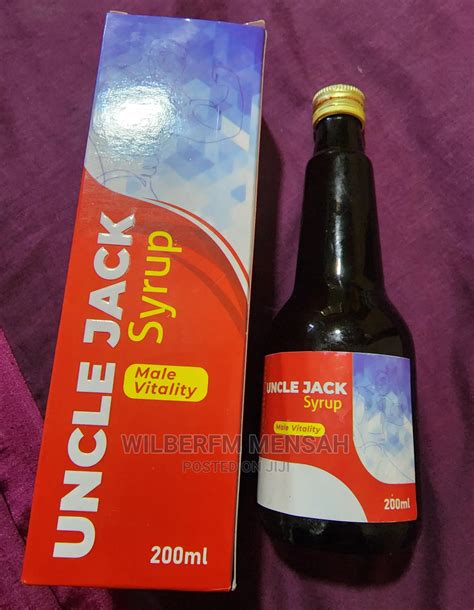 UNCLE JACK
Syrup
Male
Vitality
200ml
UNCLE JACK
Syrup
Male Vitality
200ml
WILBERFM MENSAH
POSTED ON JIJI